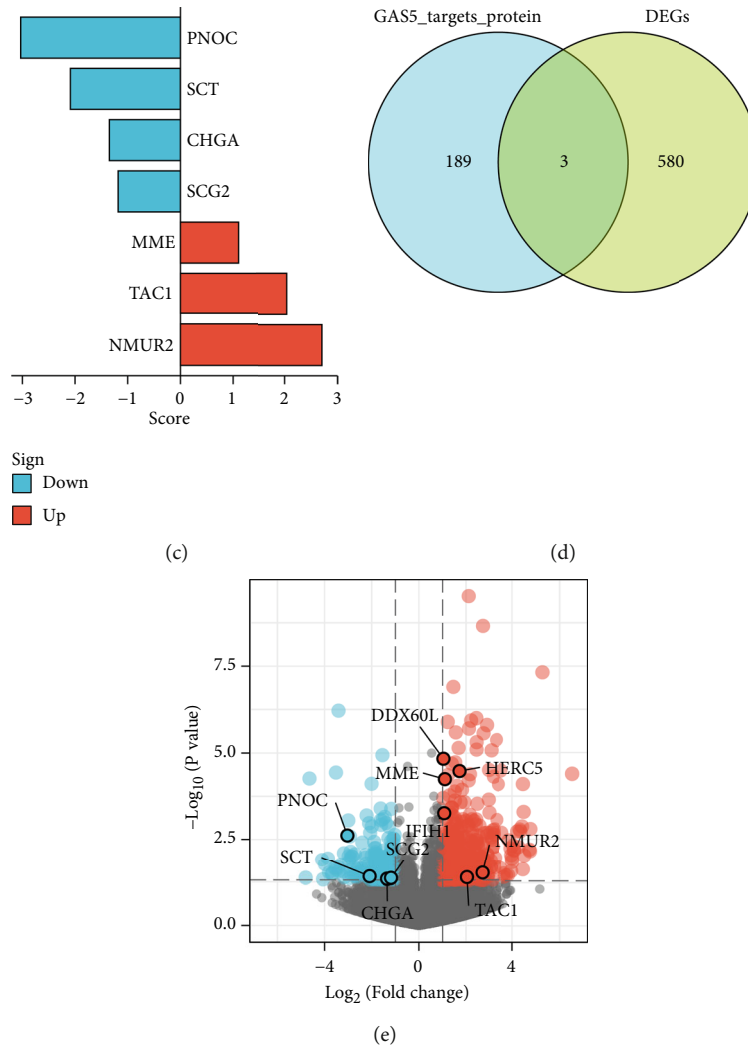 PNOC
SCT
CHGA
SCG2
MME
TAC1
NMUR2
−3 −2 −1 0 1 2 3
Score
Sign
Down
Up
(c)
GAS5_targets_protein DEGs
189 3 580
(d)
−Log10 (P value)
7.5
5.0
2.5
0.0
DDX60L
MME
HERC5
PNOC
IFIH1
SCG2
NMUR2
SCT
CHGA
TAC1
−4 0 4
Log2 (Fold change)
(e)